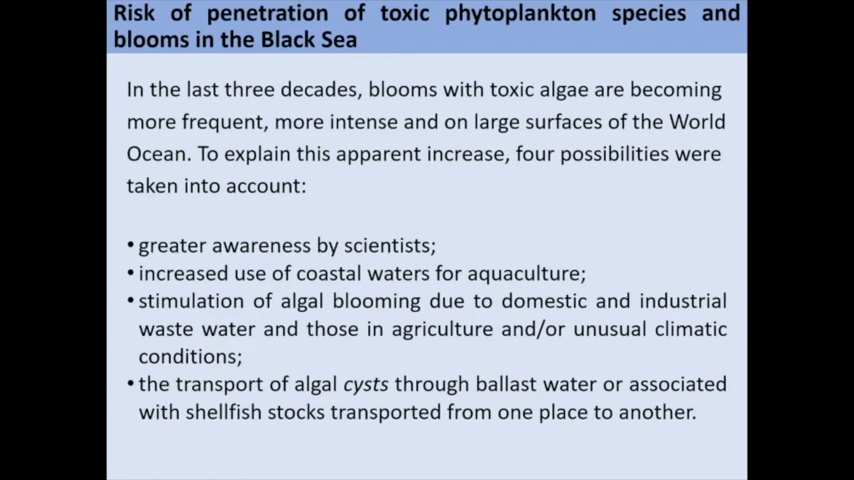 Risk of penetration of toxic phytoplankton species and
blooms in the Black Sea
In the last three decades, blooms with toxic algae are becoming
more frequent, more intense and on large surfaces of the World
Ocean. To explain this apparent increase, four possibilities were
taken into account:
• greater awareness by scientists;
• increased use of coastal waters for aquaculture;
• stimulation of algal blooming due to domestic and industrial
waste water and those in agriculture and/or unusual climatic
conditions;
• the transport of algal cysts through ballast water or associated
with shellfish stocks transported from one place to another.